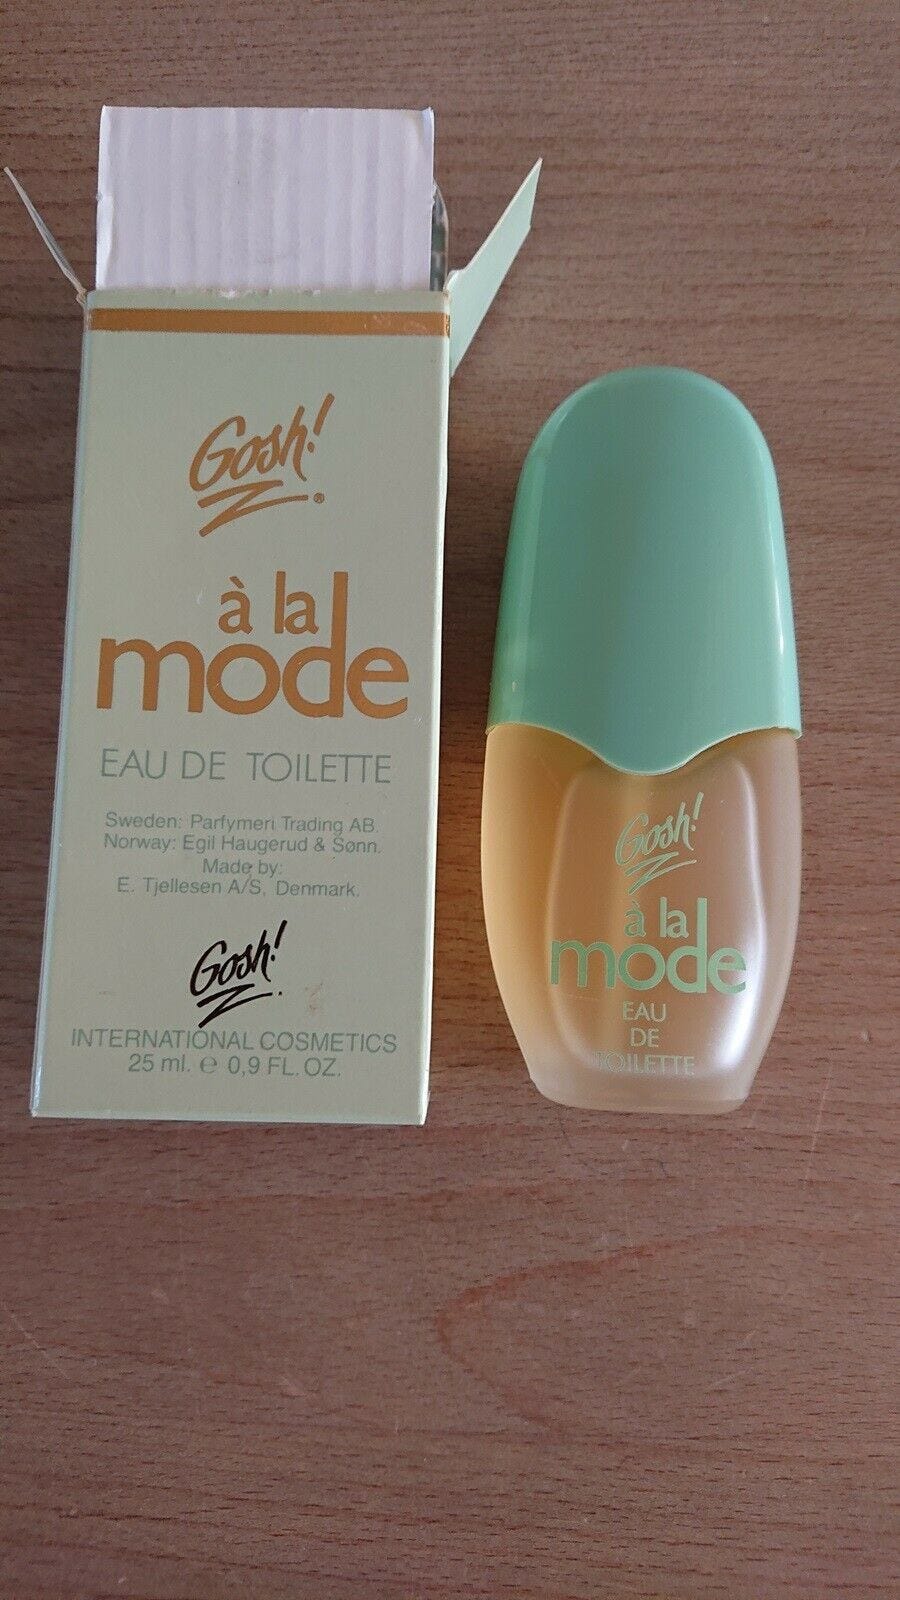 Gosh!®
à la
mode
EAU DE TOILETTE
Sweden: Parfymeri Trading AB.
Norway: Egil Haugerud & Sønn.
Made by:
E. Tjellesen A/S, Denmark.
Gosh!
INTERNATIONAL COSMETICS
25 ml. ℮ 0,9 FL. OZ.
Gosh!
à la
mode
EAU
DE
TOILETTE